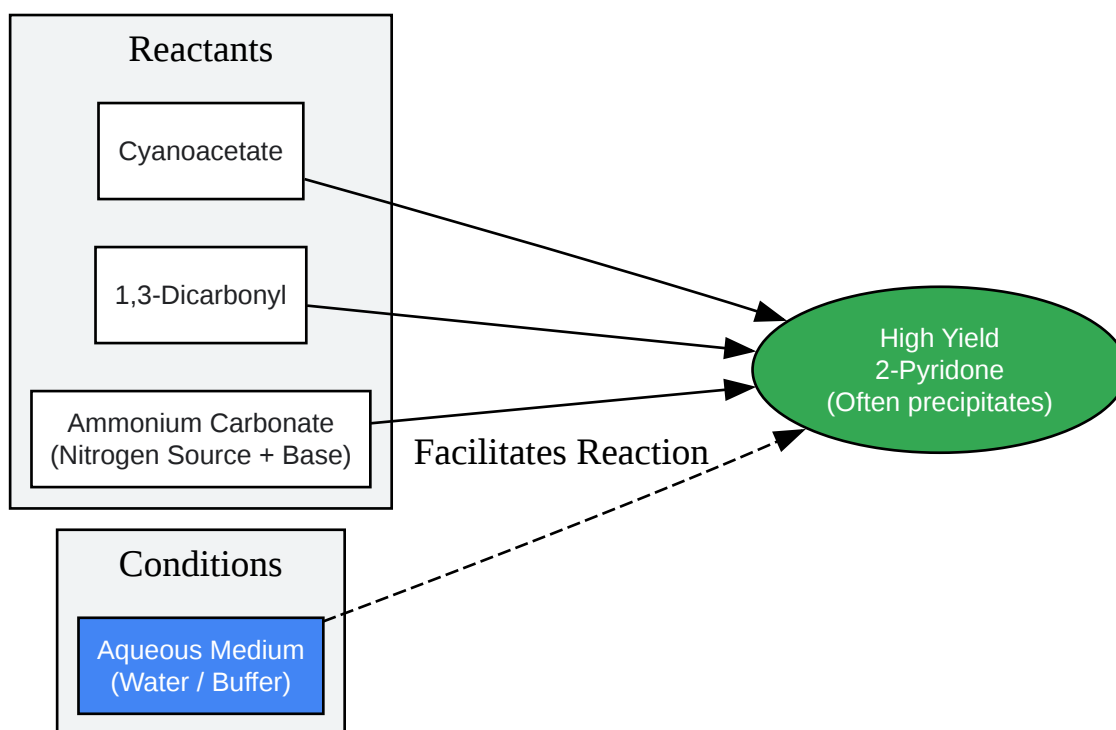 Reactants
Cyanoacetate
1,3-Dicarbonyl
Ammonium Carbonate
(Nitrogen Source + Base)
Facilitates Reaction
High Yield
2-Pyridone
(Often precipitates)
Conditions
Aqueous Medium
(Water / Buffer)